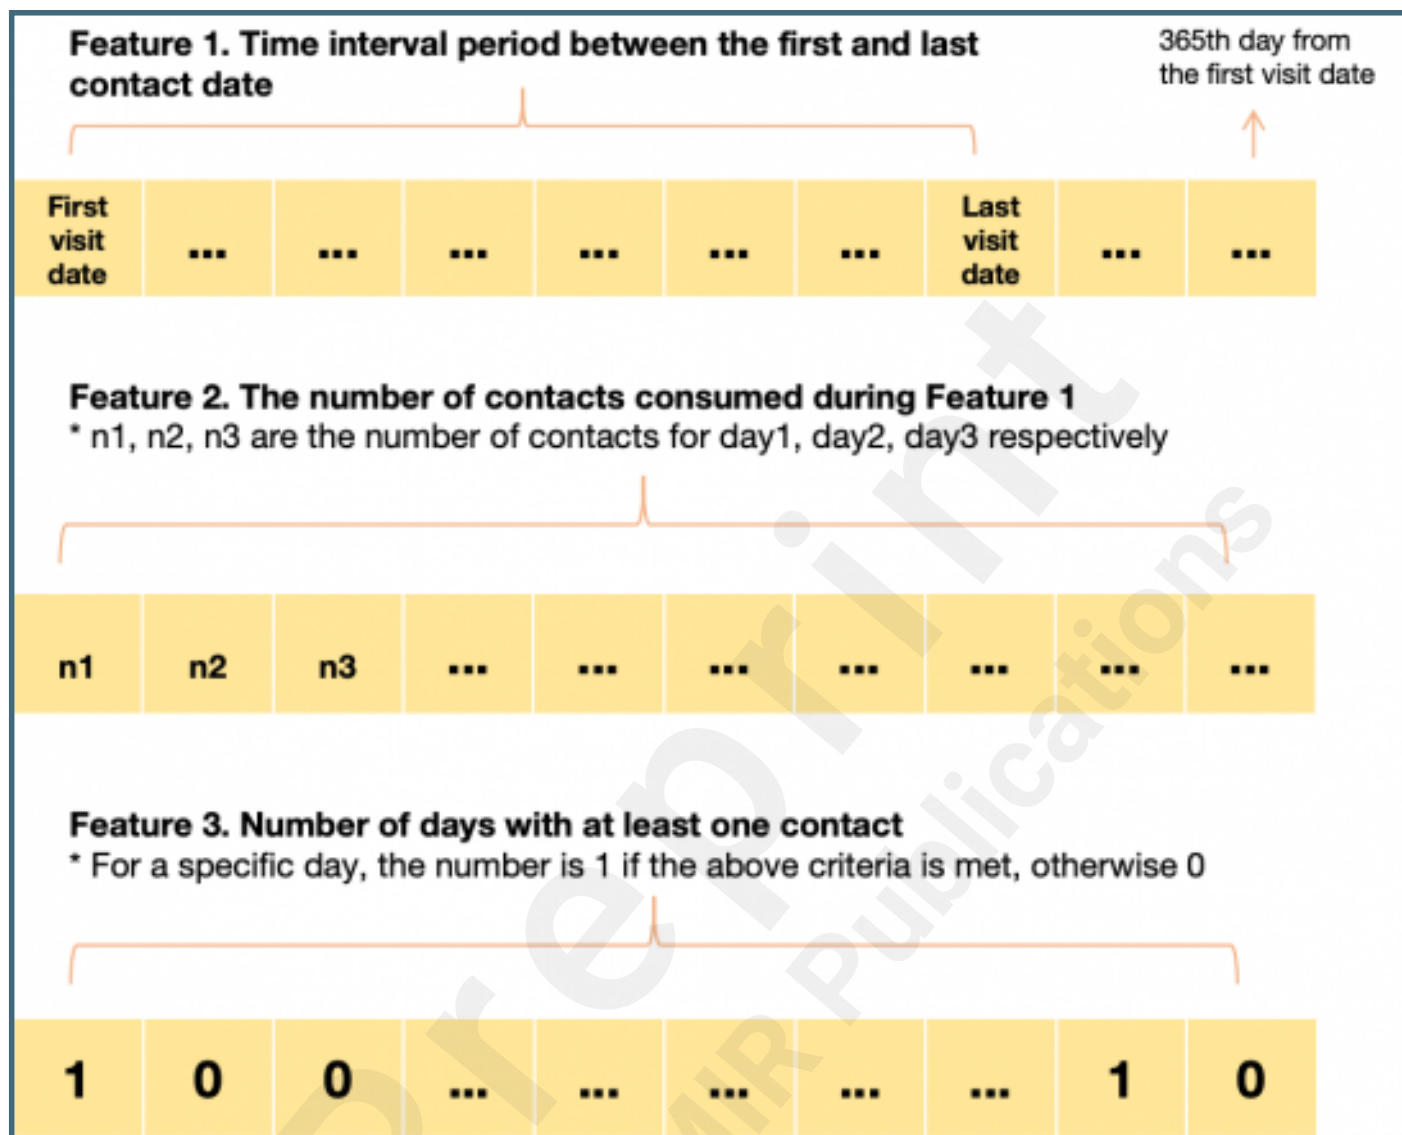 Feature 1. Time interval period between the first and last
contact date
365th day from
the first visit date
First
visit
date
...
...
...
...
...
...
Last
visit
date
...
...
Feature 2. The number of contacts consumed during Feature 1
* n1, n2, n3 are the number of contacts for day1, day2, day3 respectively
n1 n2 n3 ... ... ... ... ... ... ...
Feature 3. Number of days with at least one contact
* For a specific day, the number is 1 if the above criteria is met, otherwise 0
1 0 0 ... ... ... ... ... 1 0
Preprint
MIR Publications